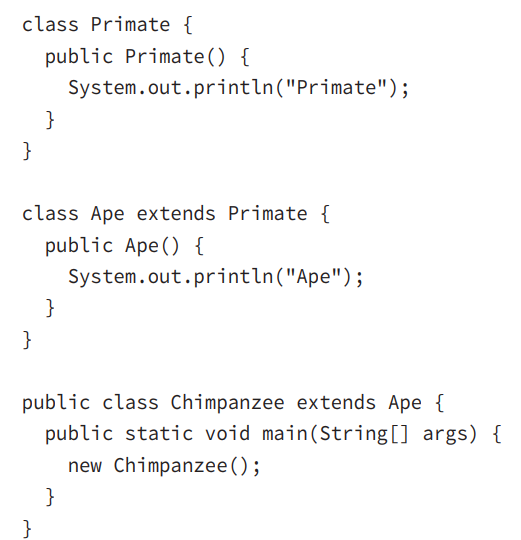 class Primate {
  public Primate() {
    System.out.println("Primate");
  }
}

class Ape extends Primate {
  public Ape() {
    System.out.println("Ape");
  }
}

public class Chimpanzee extends Ape {
  public static void main(String[] args) {
    new Chimpanzee();
  }
}